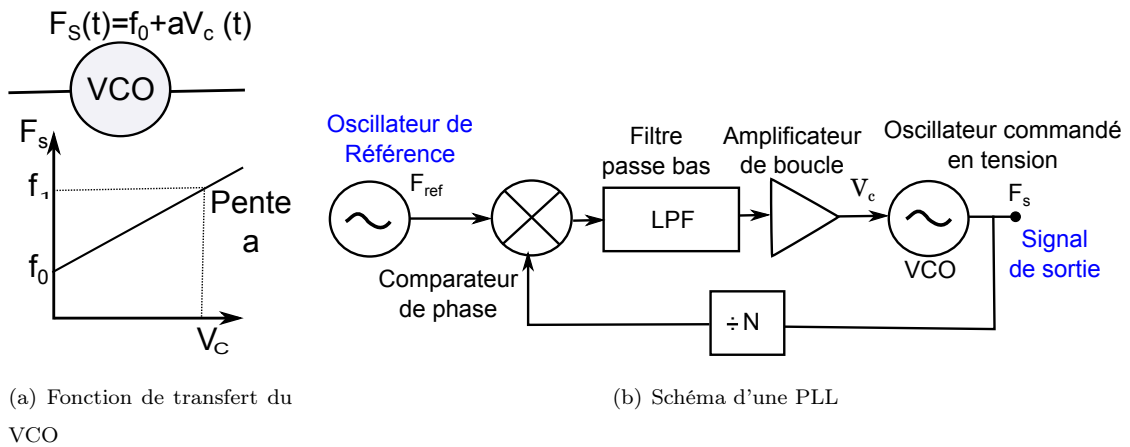 F_S(t)=f_0+aV_c (t)
VCO
F_s
f_1
Pente
a
f_0
V_C
(a) Fonction de transfert du
VCO
Oscillateur de
Référence
F_ref
Comparateur
de phase
Filtre
passe bas
LPF
Amplificateur
de boucle
V_c
Oscillateur commandé
en tension
VCO
F_s
Signal
de sortie
÷N
(b) Schéma d'une PLL